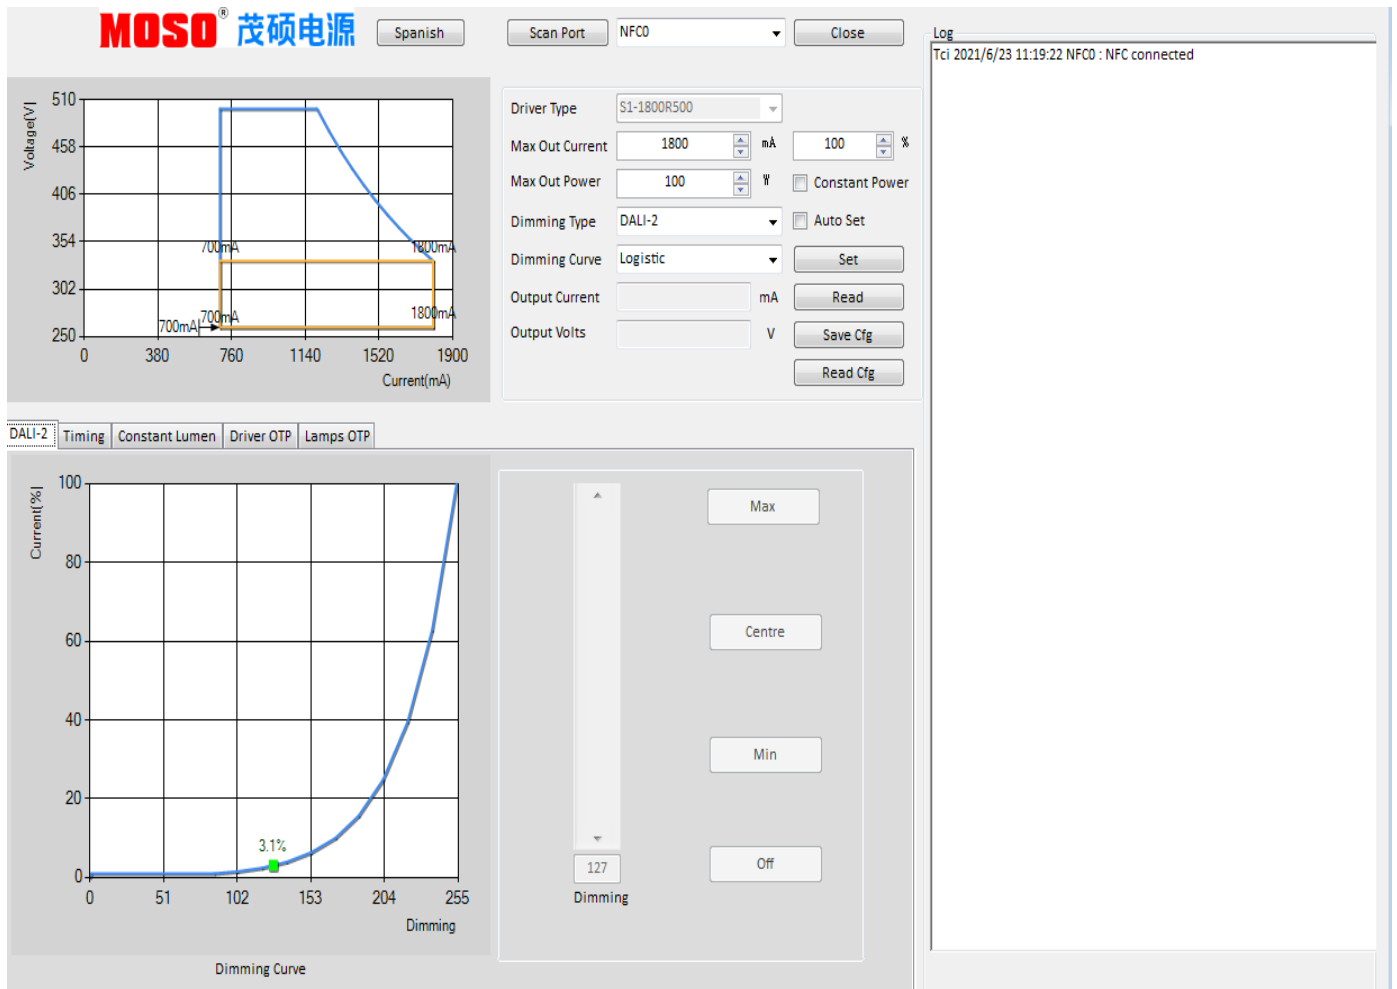 MOSO® 茂硕电源
Spanish
Scan Port
NFC0
Close
Log
Tci 2021/6/23 11:19:22 NFC0 : NFC connected
Voltage[V]
510
458
406
354
302
250
700mA
1800mA
700mA
700mA
1800mA
0 380 760 1140 1520 1900
Current(mA)
Driver Type S1-1800R500
Max Out Current 1800 mA 100 %
Max Out Power 100 W Constant Power
Dimming Type DALI-2 Auto Set
Dimming Curve Logistic Set
Output Current mA Read
Output Volts V Save Cfg
Read Cfg
DALI-2 Timing Constant Lumen Driver OTP Lamps OTP
Current[%]
100
80
60
40
20
0
3.1%
0 51 102 153 204 255
Dimming
Dimming Curve
Max
Centre
Min
Off
127
Dimming